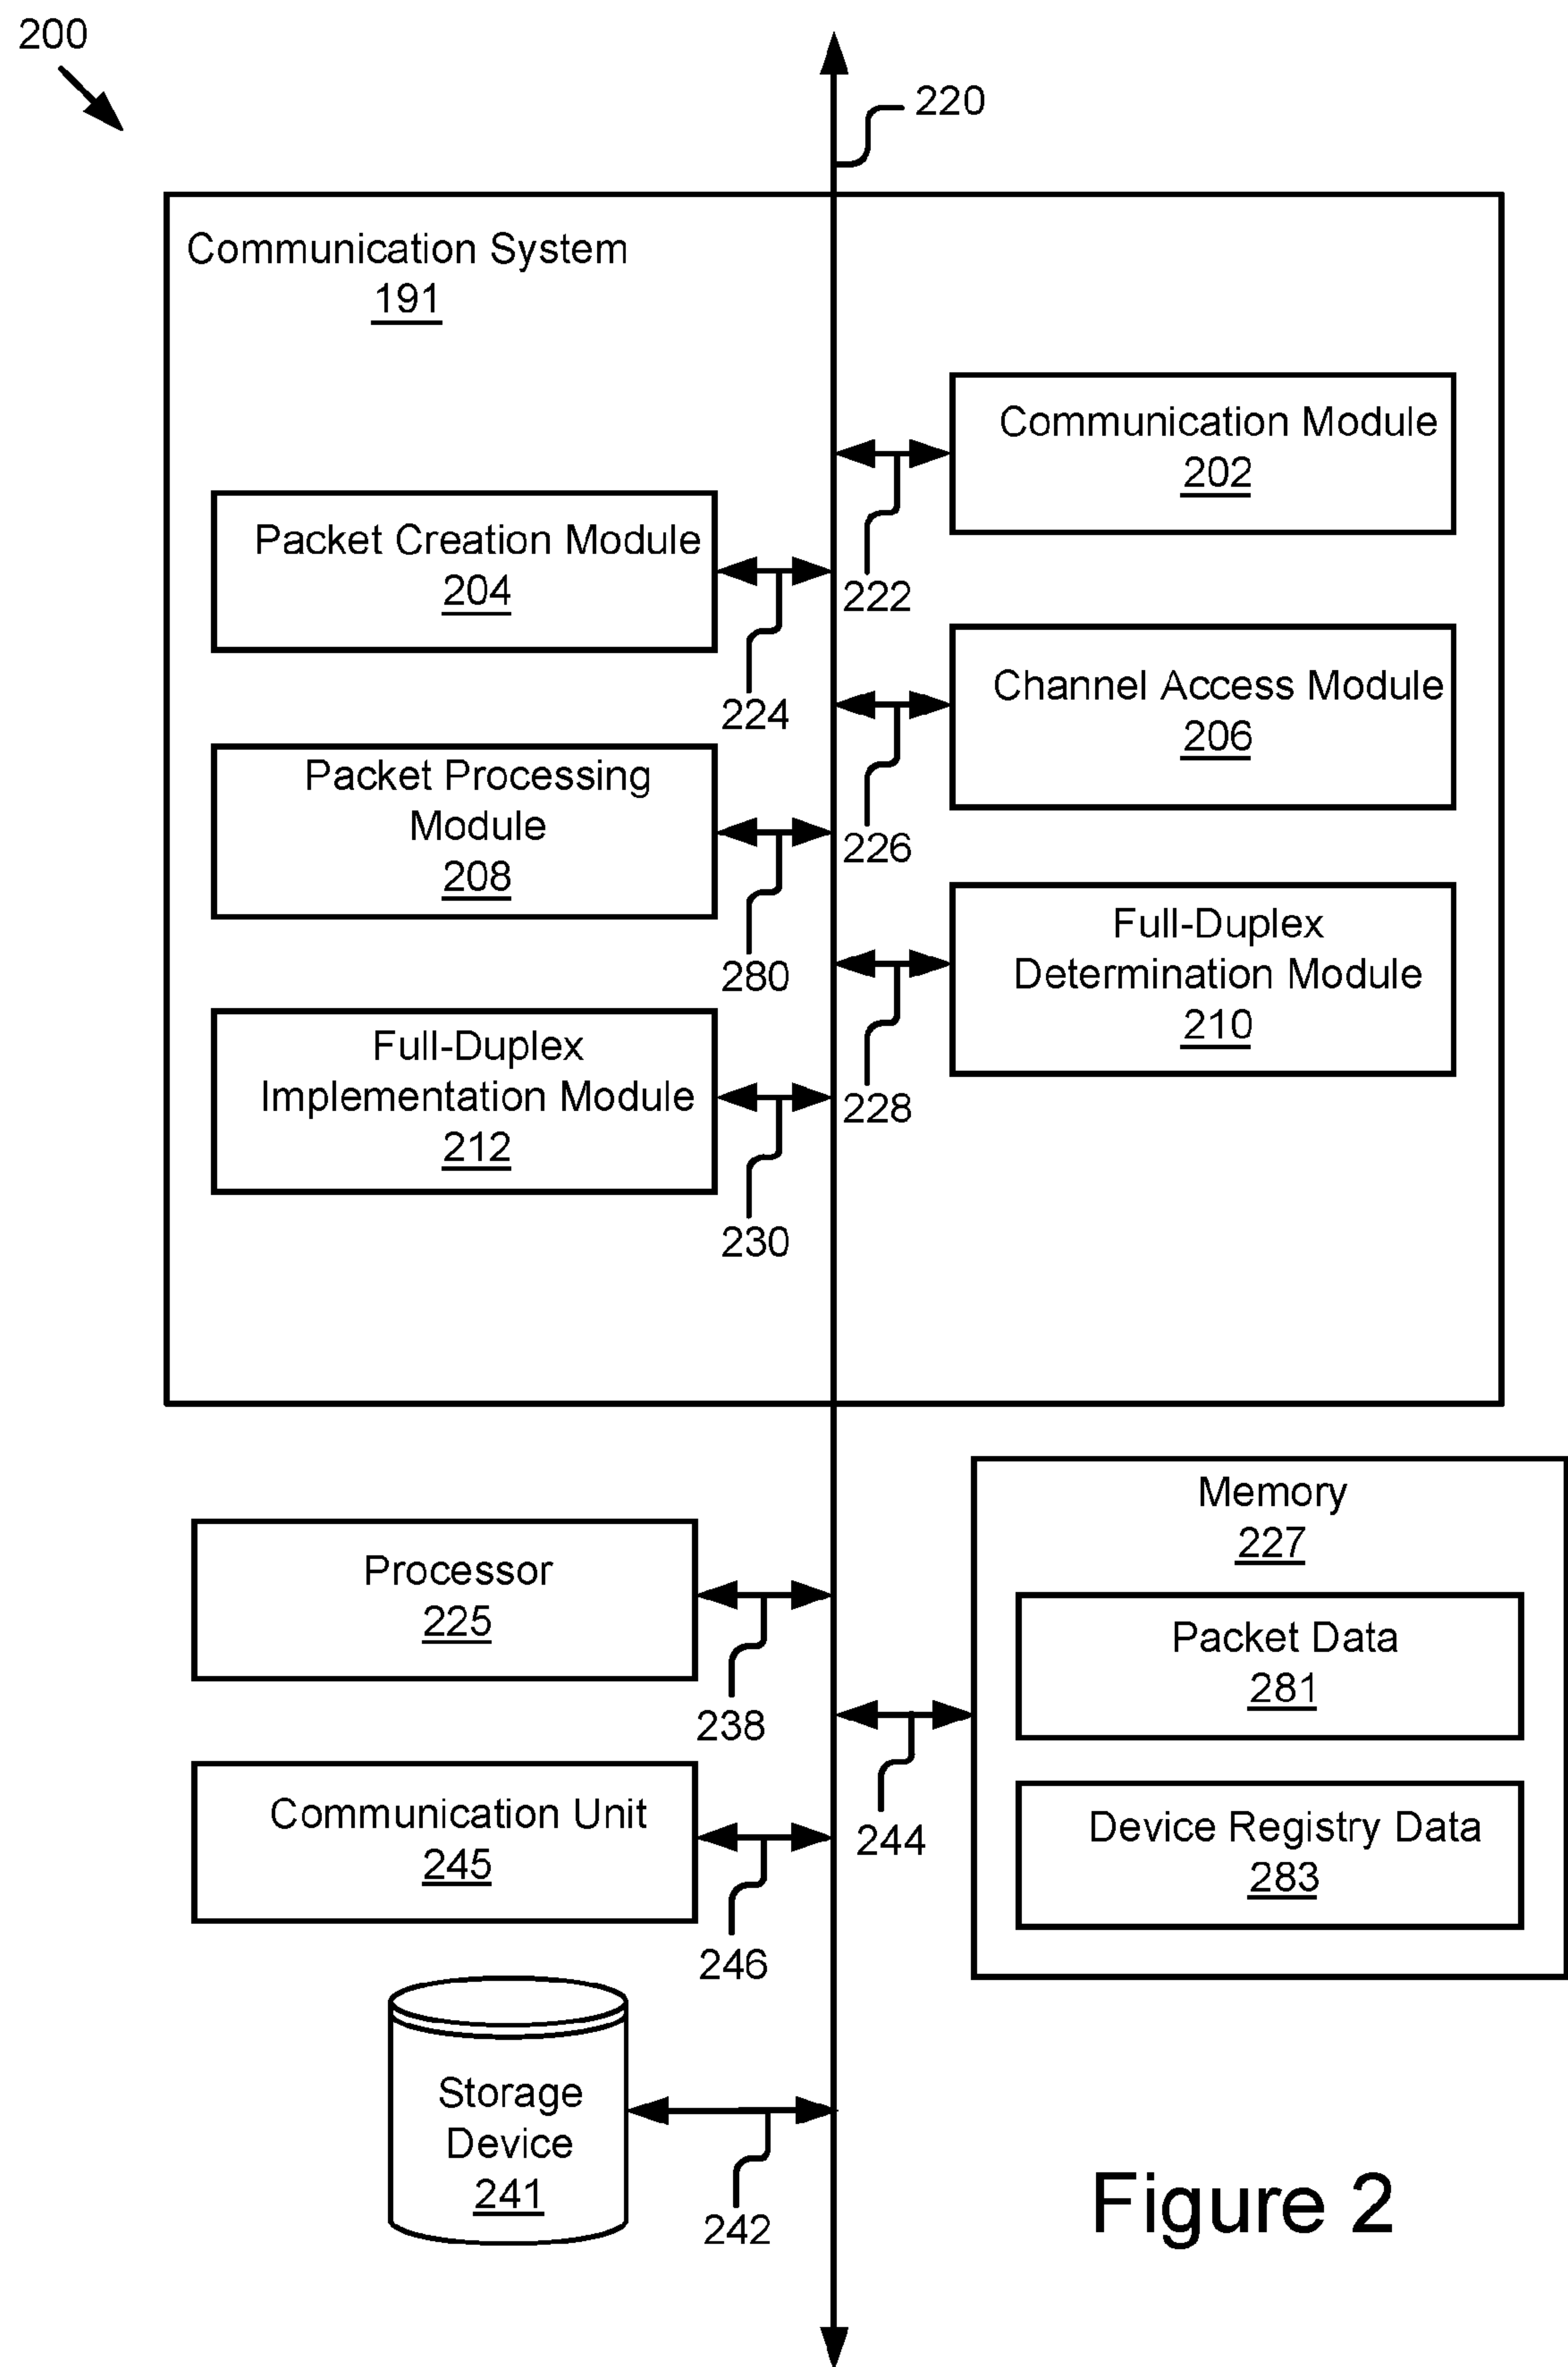 200
220
Communication System
191
Communication Module
202
222
Packet Creation Module
204
224
Channel Access Module
206
226
Packet Processing
Module
208
280
Full-Duplex
Determination Module
210
228
Full-Duplex
Implementation Module
212
230
Processor
225
238
Memory
227
Packet Data
281
Device Registry Data
283
244
Communication Unit
245
246
Storage
Device
241
242
Figure 2